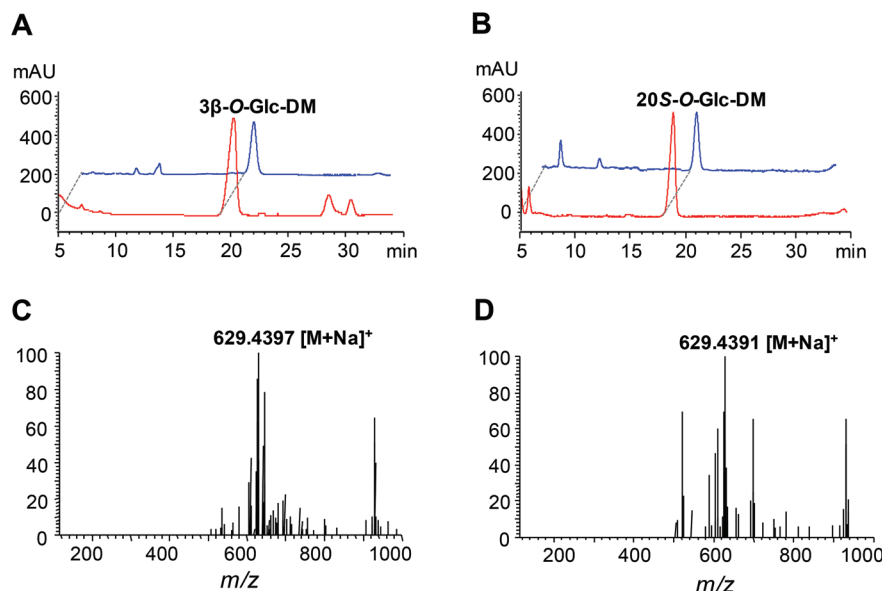 A
mAU
600
400
200
0
3β-O-Glc-DM
5 10 15 20 25 30 min
B
mAU
600
400
200
0
20S-O-Glc-DM
5 10 15 20 25 30 min
C
629.4397 [M+Na]+
100
80
60
40
20
0
200 400 600 800 1000
m/z
D
629.4391 [M+Na]+
100
80
60
40
20
0
200 400 600 800 1000
m/z